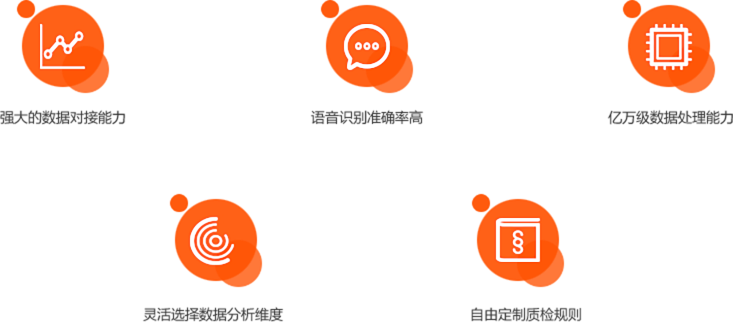 强大的数据对接能力
语音识别准确率高
亿万级数据处理能力
灵活选择数据分析维度
自由定制质检规则